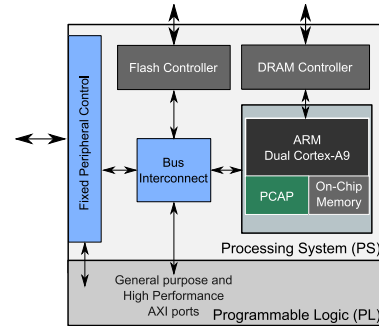 Fixed Peripheral Control
Flash Controller
DRAM Controller
ARM
Dual Cortex-A9
Bus
Interconnect
PCAP
On-Chip
Memory
Processing System (PS)
General purpose and
High Performance
AXI ports
Programmable Logic (PL)